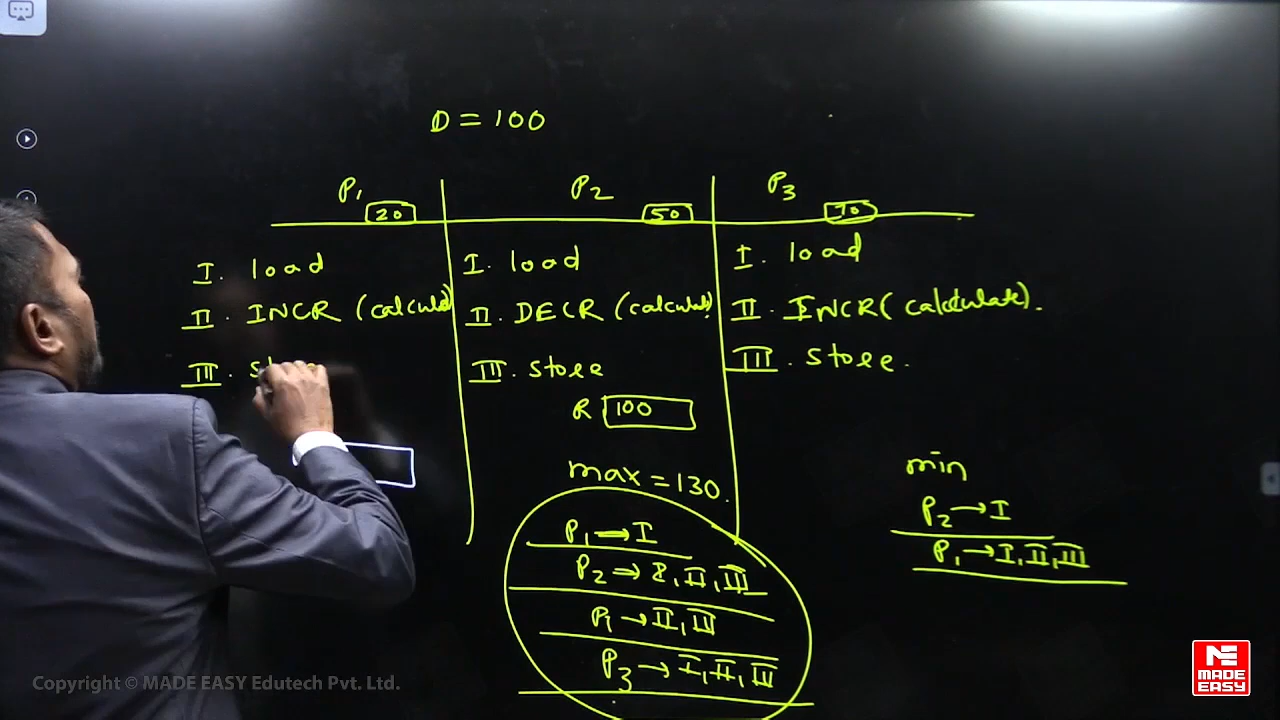 D = 100
P1 20
P2 50
P3 10
I. load
II. INCR (calculate)
III.
I. load
II. DECR (calculate)
III. store
R 100
max = 130.
P1 → I
P2 → I, II, III
P1 → II, III
P3 → I, II, III
I. load
II. INCR (calculate).
III. store.
min
P2 → I
P1 → I, II, III
Copyright © MADE EASY Edutech Pvt. Ltd.
MADE EASY